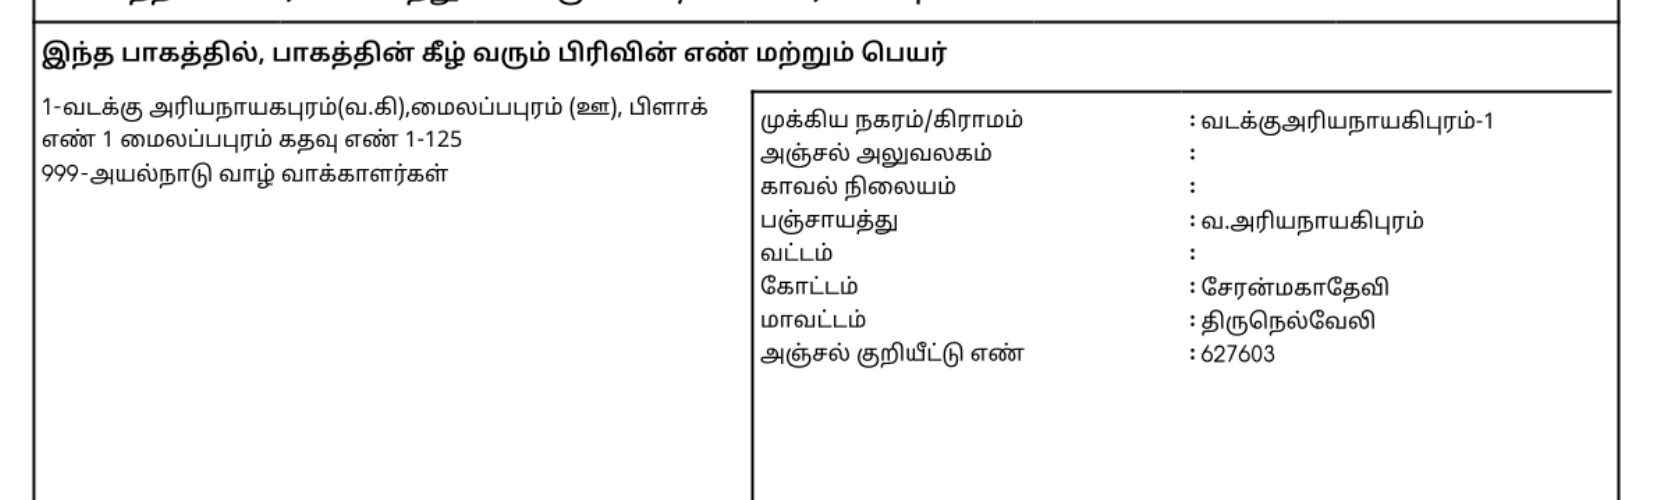 இந்த பாகத்தில், பாகத்தின் கீழ் வரும் பிரிவின் எண் மற்றும் பெயர்
1-வடக்கு அரியநாயகபுரம்(வ.கி),மைலப்பபுரம் (ஊ), பிளாக்
எண் 1 மைலப்பபுரம் கதவு எண் 1-125
999-அயல்நாடு வாழ் வாக்காளர்கள்
முக்கிய நகரம்/கிராமம் : வடக்குஅரியநாயகிபுரம்-1
அஞ்சல் அலுவலகம் :
காவல் நிலையம் :
பஞ்சாயத்து : வ.அரியநாயகிபுரம்
வட்டம் :
கோட்டம் : சேரன்மகாதேவி
மாவட்டம் : திருநெல்வேலி
அஞ்சல் குறியீட்டு எண் : 627603